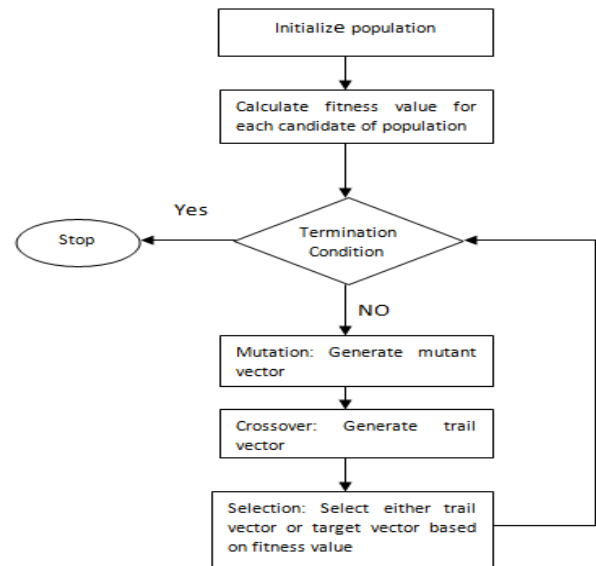 Initialize population
Calculate fitness value for
each candidate of population
Yes
Termination
Condition
Stop
NO
Mutation: Generate mutant
vector
Crossover: Generate trail
vector
Selection: Select either trail
vector or target vector based
on fitness value